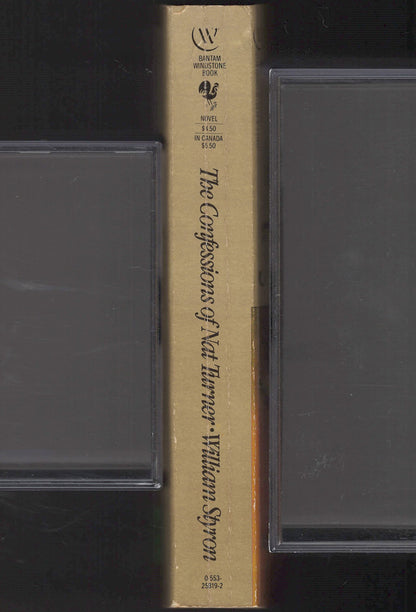 W
BANTAM
WINDSTONE
BOOK
NOVEL
$4.50
IN CANADA
$5.50
The Confessions of Nat Turner • William Styron
0-553-
25319-2